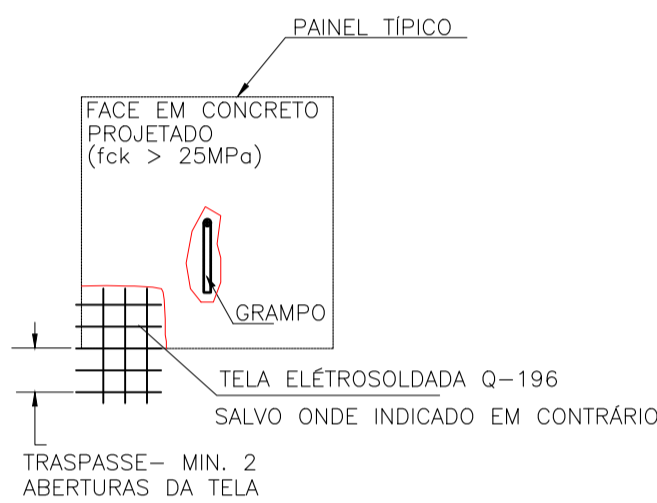 PAINEL TÍPICO
FACE EM CONCRETO
PROJETADO
(fck > 25MPa)
GRAMPO
TELA ELÉTROSOLDADA Q-196
SALVO ONDE INDICADO EM CONTRÁRIO
TRASPASSE- MIN. 2
ABERTURAS DA TELA